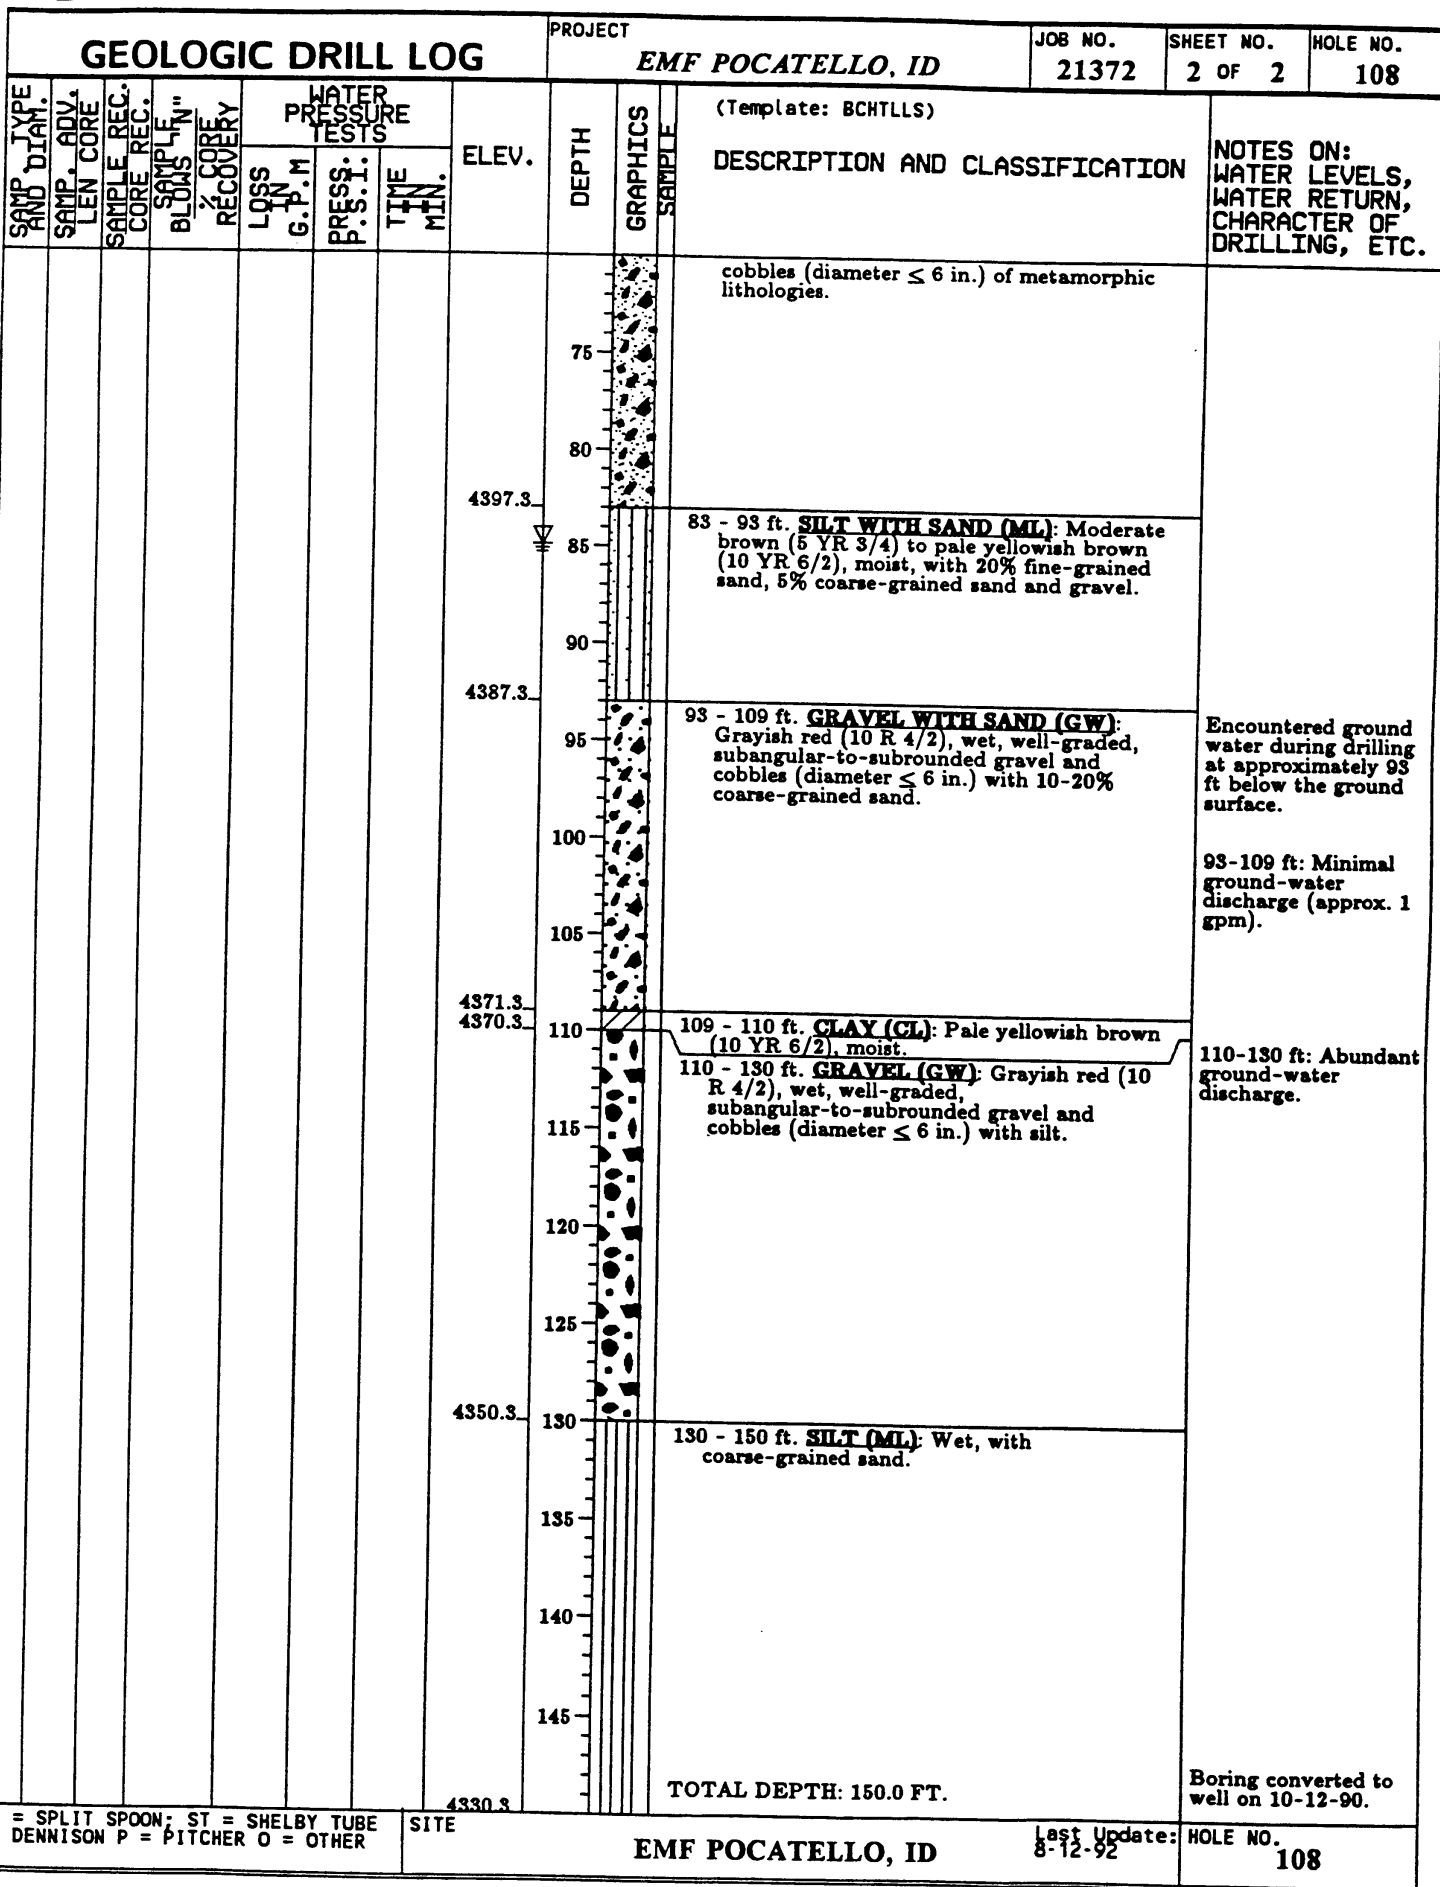 GEOLOGIC DRILL LOG
PROJECT
EMF POCATELLO, ID
JOB NO.
21372
SHEET NO.
2 OF 2
HOLE NO.
108
SAMP. TYPE
AND DIAM.
SAMP. ADV.
LEN CORE
SAMPLE REC.
CORE REC.
SAMPLE
BLOWS "N"
% CORE
RECOVERY
WATER
PRESSURE
TESTS
LOSS
IN
G.P.M
PRESS.
P.S.I.
TIME
IN
MIN.
ELEV.
DEPTH
GRAPHICS
SAMPLE
(Template: BCHTLLS)
DESCRIPTION AND CLASSIFICATION
NOTES ON:
WATER LEVELS,
WATER RETURN,
CHARACTER OF
DRILLING, ETC.
cobbles (diameter ≤ 6 in.) of metamorphic
lithologies.
75
80
4397.3
83 - 93 ft. SILT WITH SAND (ML): Moderate
brown (5 YR 3/4) to pale yellowish brown
(10 YR 6/2), moist, with 20% fine-grained
sand, 5% coarse-grained sand and gravel.
85
90
4387.3
93 - 109 ft. GRAVEL WITH SAND (GW):
Grayish red (10 R 4/2), wet, well-graded,
subangular-to-subrounded gravel and
cobbles (diameter ≤ 6 in.) with 10-20%
coarse-grained sand.
Encountered ground
water during drilling
at approximately 93
ft below the ground
surface.
95
100
93-109 ft: Minimal
ground-water
discharge (approx. 1
gpm).
105
4371.3
4370.3
110
109 - 110 ft. CLAY (CL): Pale yellowish brown
(10 YR 6/2), moist.
110 - 130 ft. GRAVEL (GW): Grayish red (10
R 4/2), wet, well-graded,
subangular-to-subrounded gravel and
cobbles (diameter ≤ 6 in.) with silt.
110-130 ft: Abundant
ground-water
discharge.
115
120
125
4350.3
130
130 - 150 ft. SILT (ML): Wet, with
coarse-grained sand.
135
140
145
TOTAL DEPTH: 150.0 FT.
Boring converted to
well on 10-12-90.
4330.3
= SPLIT SPOON; ST = SHELBY TUBE
DENNISON P = PITCHER O = OTHER
SITE
EMF POCATELLO, ID
Last Update:
8-12-92
HOLE NO.
108